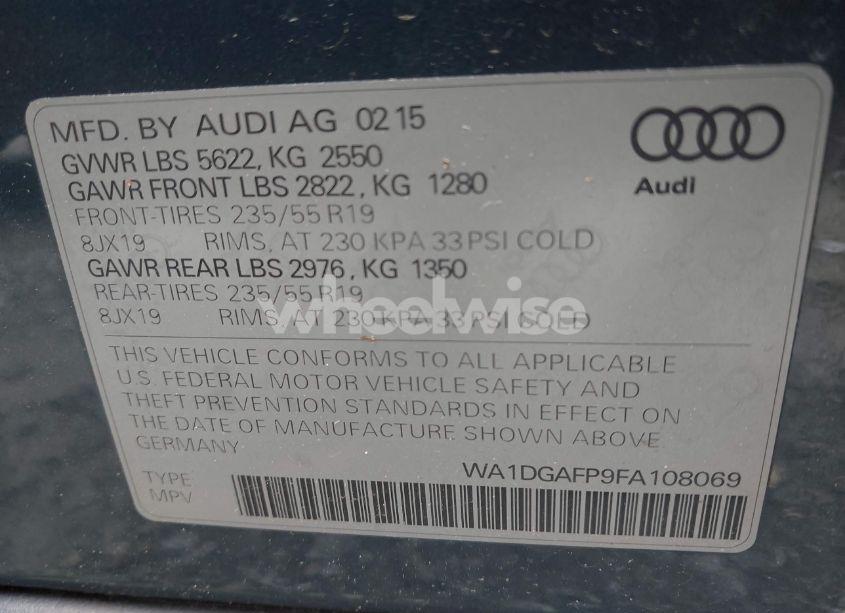 MFD. BY AUDI AG 02 15
GVWR LBS 5622, KG 2550
GAWR FRONT LBS 2822, KG 1280
FRONT-TIRES 235/55 R19
8JX19 RIMS, AT 230 KPA 33 PSI COLD
GAWR REAR LBS 2976, KG 1350
REAR-TIRES 235/55 R19
8JX19 RIMS, AT 230 KPA 33 PSI COLD
Audi
wheelwise
THIS VEHICLE CONFORMS TO ALL APPLICABLE
U.S. FEDERAL MOTOR VEHICLE SAFETY AND
THEFT PREVENTION STANDARDS IN EFFECT ON
THE DATE OF MANUFACTURE SHOWN ABOVE
GERMANY
WA1DGAFP9FA108069
TYPE
MPV